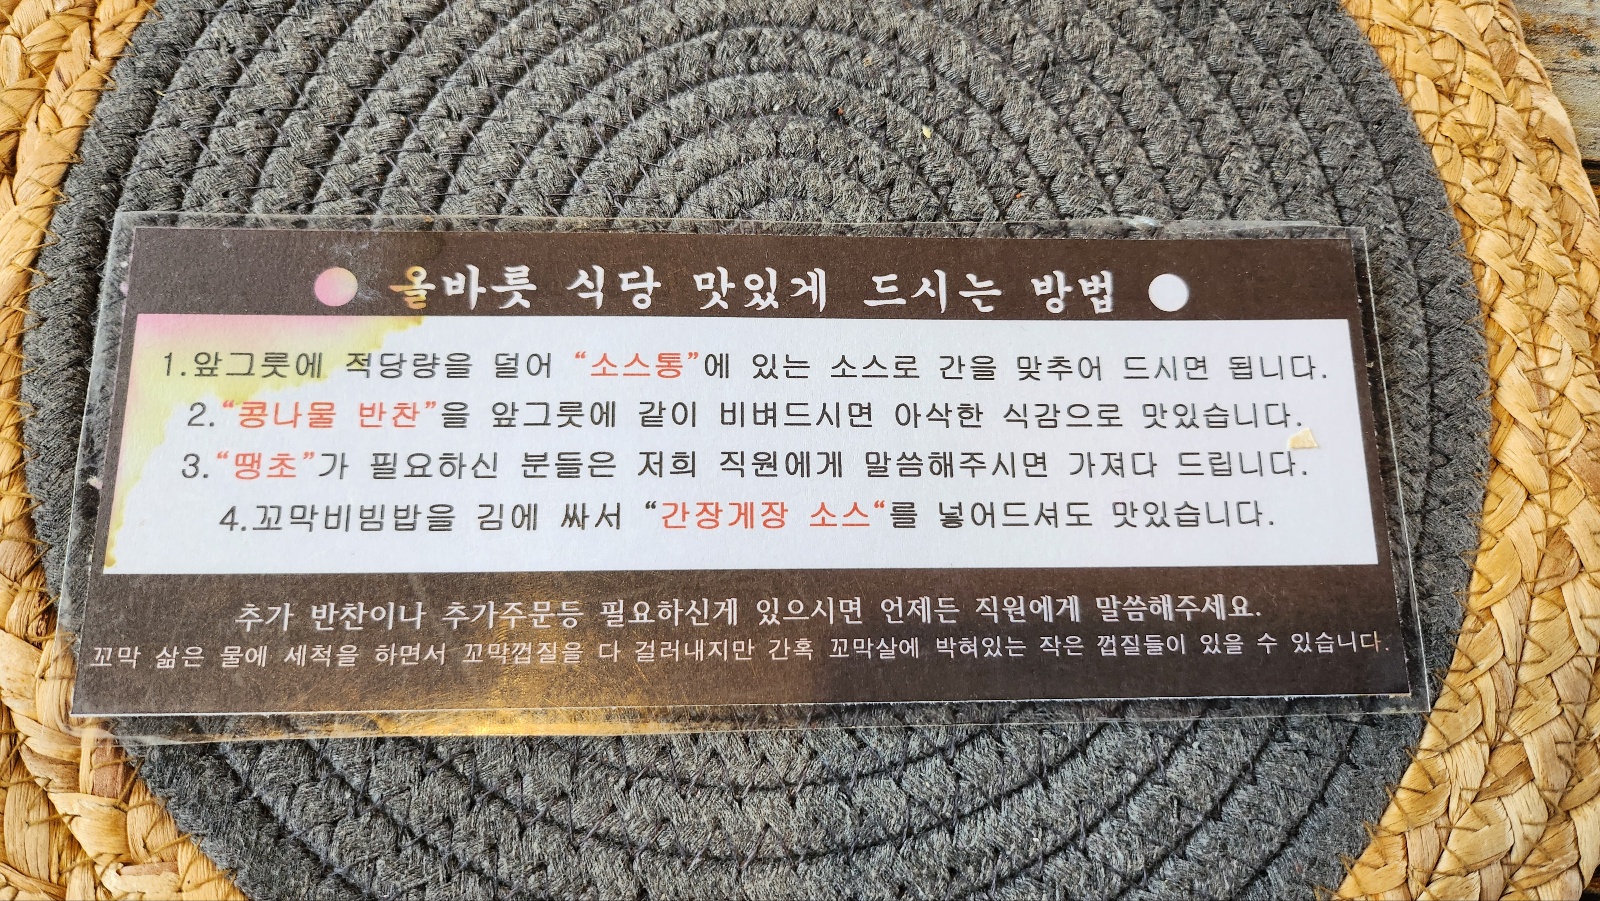 올바릇 식당 맛있게 드시는 방법
1.앞그릇에 적당량을 덜어 “소스통”에 있는 소스로 간을 맞추어 드시면 됩니다.
2.“콩나물 반찬”을 앞그릇에 같이 비벼드시면 아삭한 식감으로 맛있습니다.
3.“땡초”가 필요하신 분들은 저희 직원에게 말씀해주시면 가져다 드립니다.
4.꼬막비빔밥을 김에 싸서 “간장게장 소스“를 넣어드셔도 맛있습니다.
추가 반찬이나 추가주문등 필요하신게 있으시면 언제든 직원에게 말씀해주세요.
꼬막 삶은 물에 세척을 하면서 꼬막껍질을 다 걸러내지만 간혹 꼬막살에 박혀있는 작은 껍질들이 있을 수 있습니다.